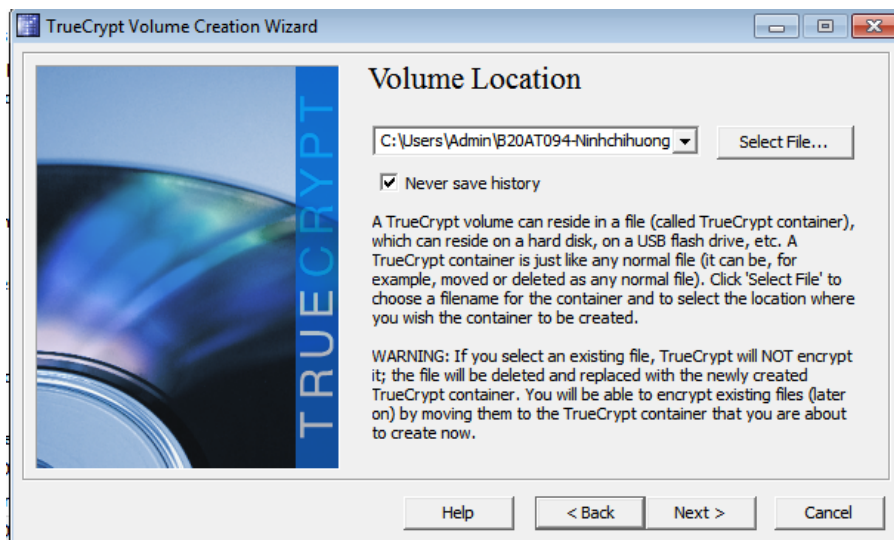 TrueCrypt Volume Creation Wizard
TRUECRYPT
Volume Location
C:\Users\Admin\B20AT094-Ninhchihuong
Select File...
Never save history
A TrueCrypt volume can reside in a file (called TrueCrypt container),
which can reside on a hard disk, on a USB flash drive, etc. A
TrueCrypt container is just like any normal file (it can be, for
example, moved or deleted as any normal file). Click 'Select File' to
choose a filename for the container and to select the location where
you wish the container to be created.
WARNING: If you select an existing file, TrueCrypt will NOT encrypt
it; the file will be deleted and replaced with the newly created
TrueCrypt container. You will be able to encrypt existing files (later
on) by moving them to the TrueCrypt container that you are about
to create now.
Help
< Back
Next >
Cancel